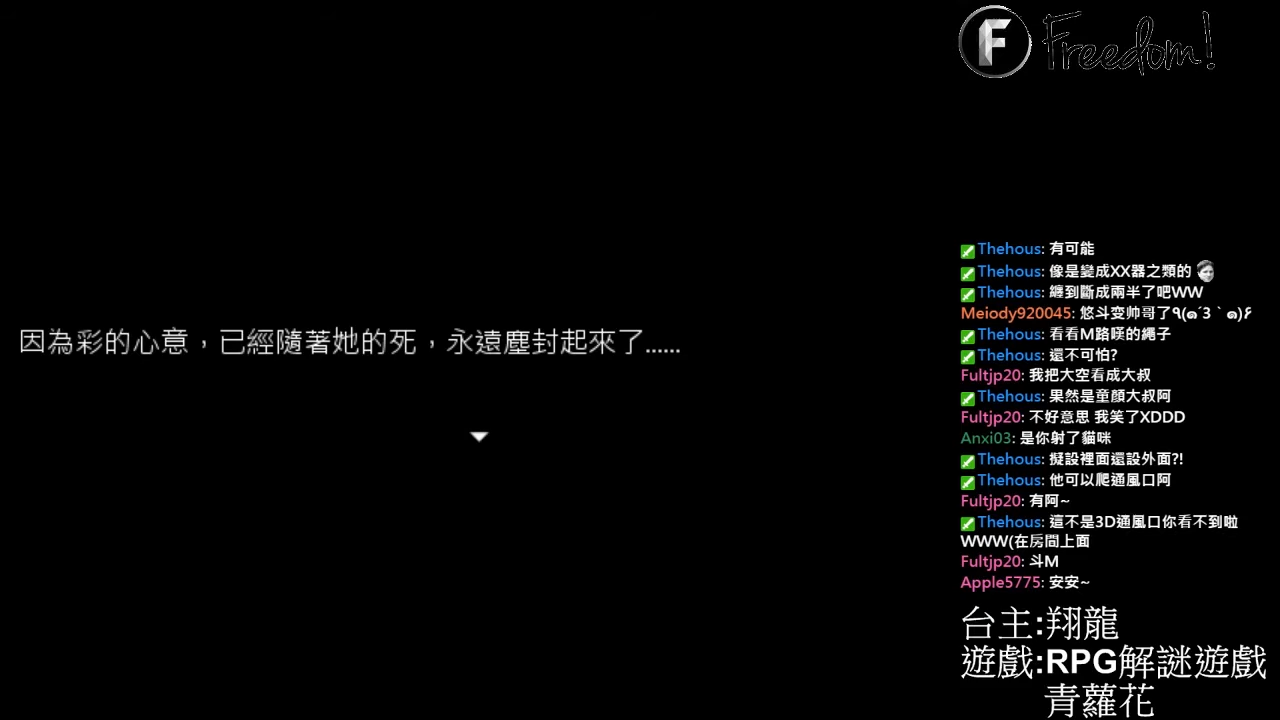 Freedom!
因為彩的心意，已經隨著她的死，永遠塵封起來了......
Thehous: 有可能
Thehous: 像是變成XX器之類的
Thehous: 纏到斷成兩半了吧WW
Meiody920045: 悠斗变帅哥了٩(๑´3｀๑)۶
Thehous: 看看M路嘆的繩子
Thehous: 還不可怕?
Fultjp20: 我把大空看成大叔
Thehous: 果然是童顏大叔阿
Fultjp20: 不好意思 我笑了XDDD
Anxi03: 是你射了貓咪
Thehous: 擬設裡面還設外面?!
Thehous: 他可以爬通風口阿
Fultjp20: 有阿~
Thehous: 這不是3D通風口你看不到啦
WWW(在房間上面
Fultjp20: 斗M
Apple5775: 安安~
台主:翔龍
遊戲:RPG解謎遊戲
青蘿花